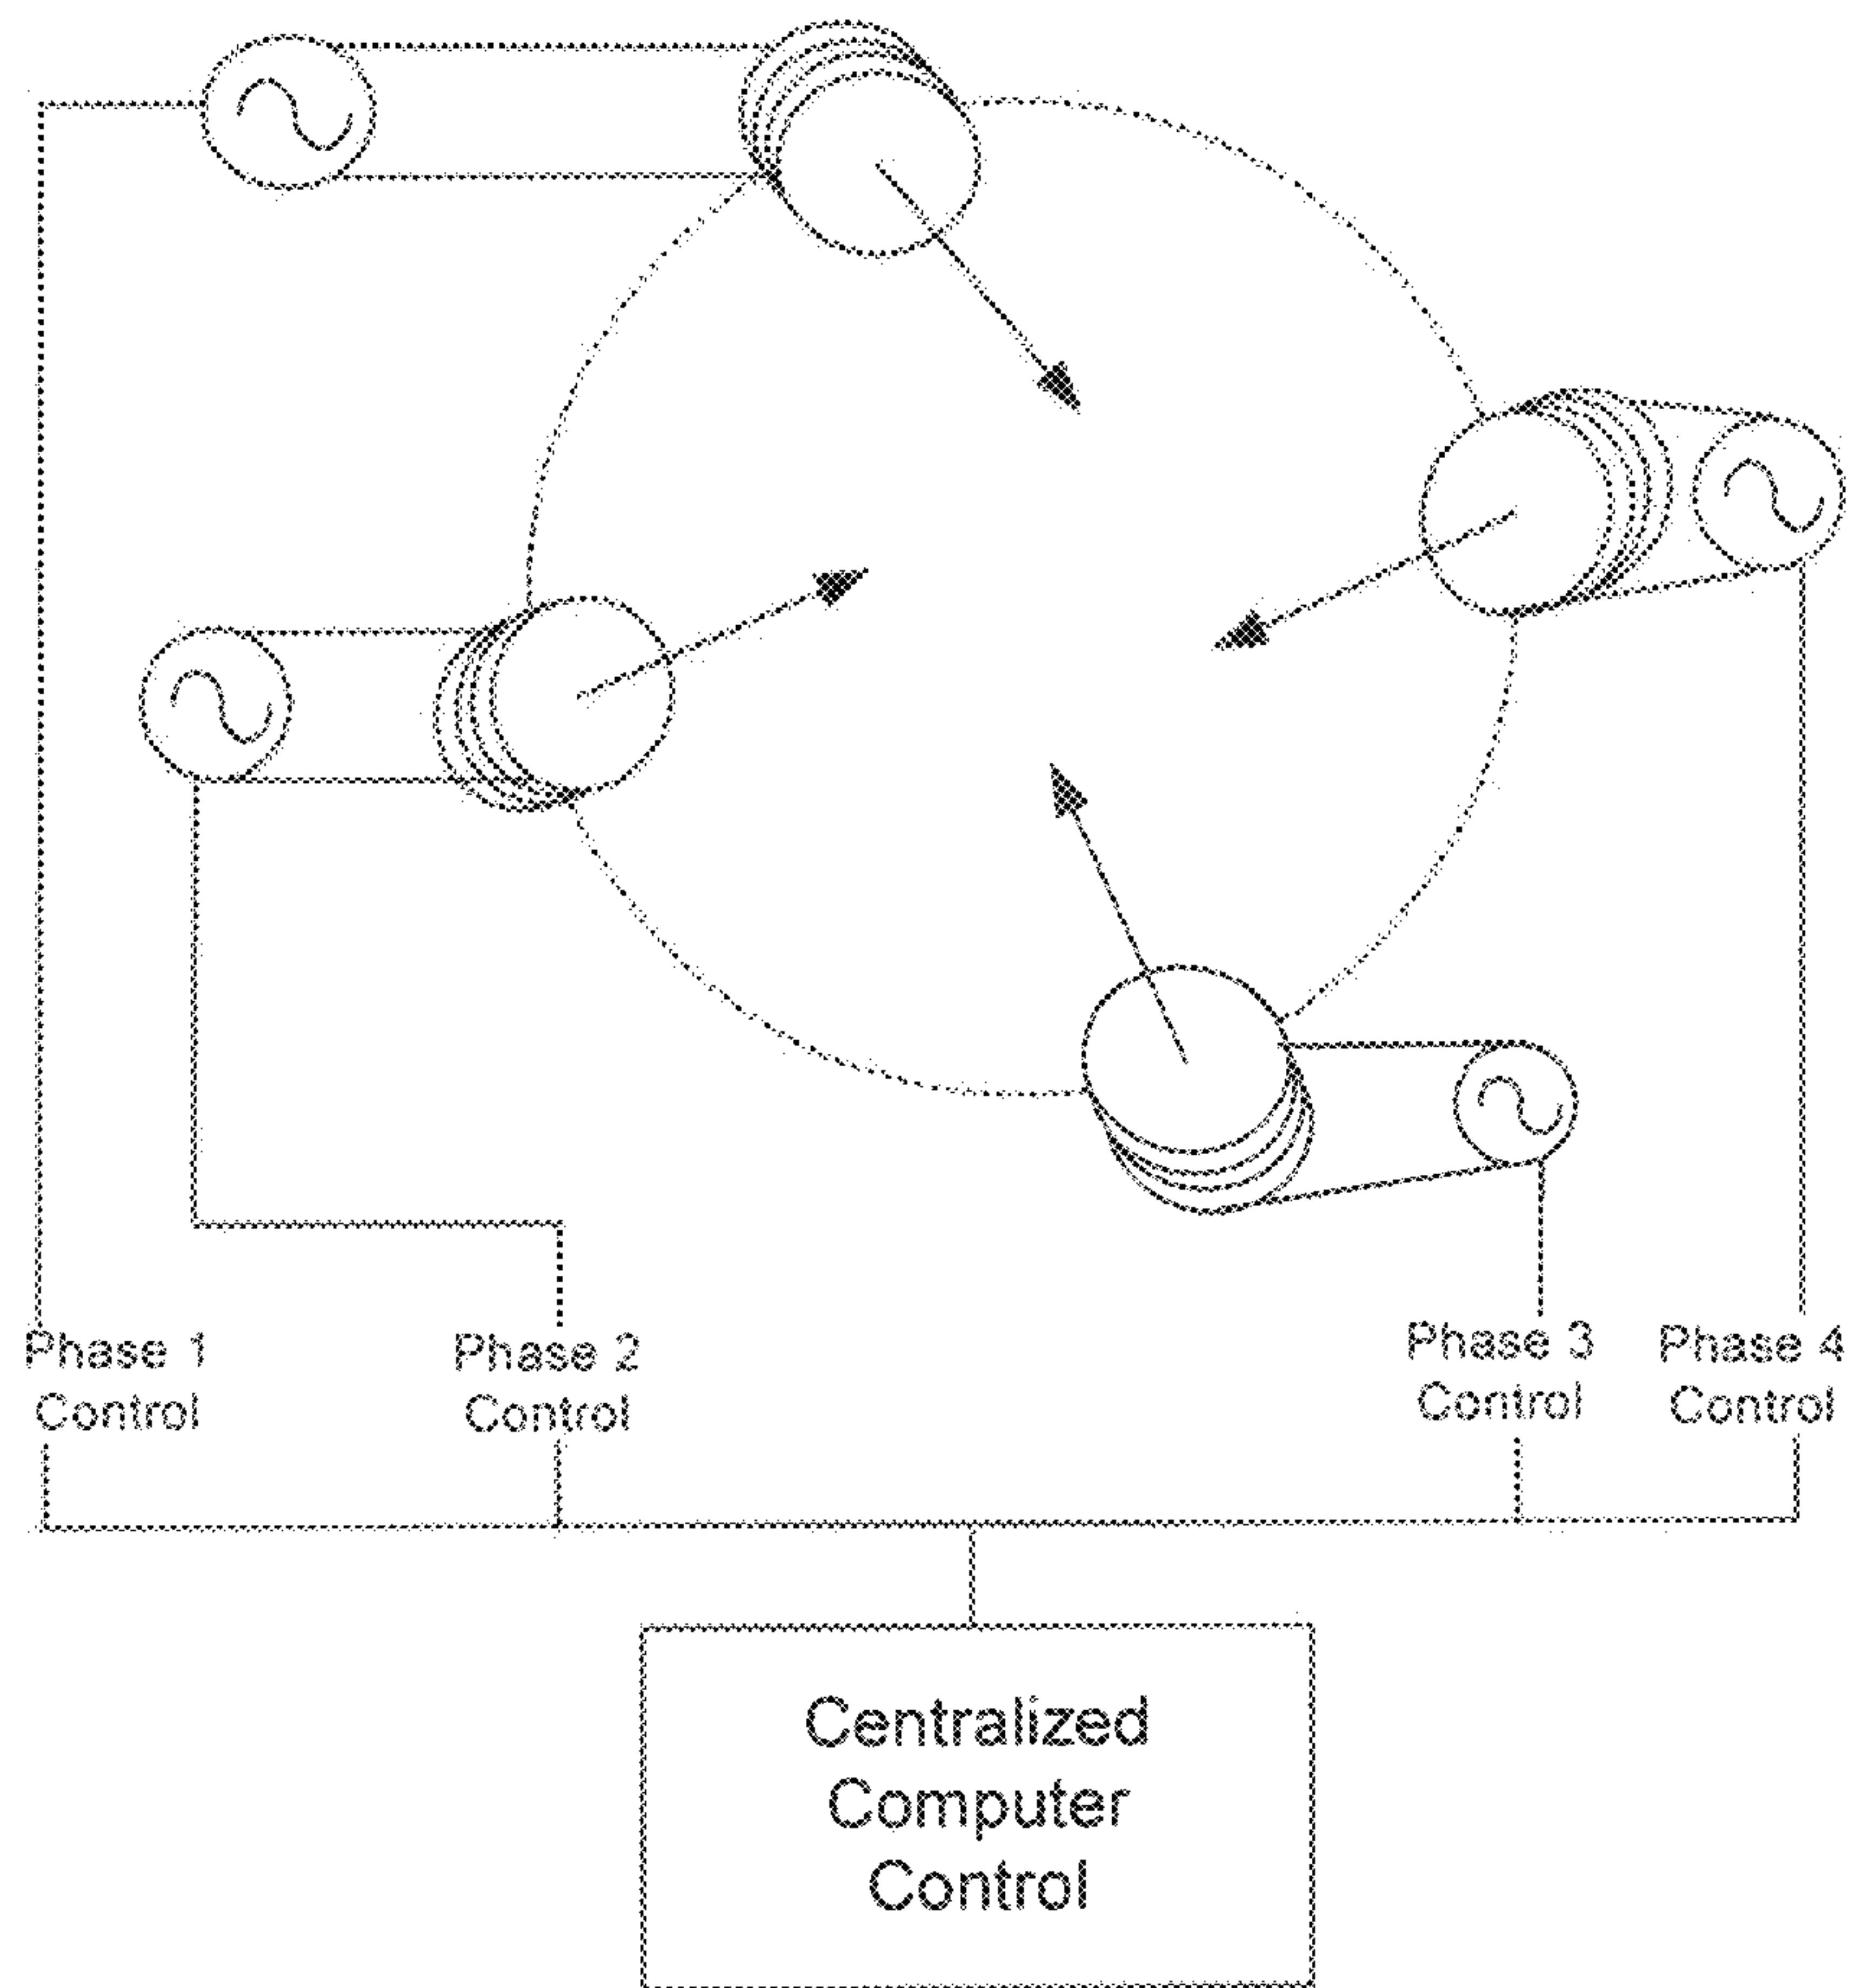 Phase 1
Control
Phase 2
Control
Phase 3
Control
Phase 4
Control
Centralized
Computer
Control